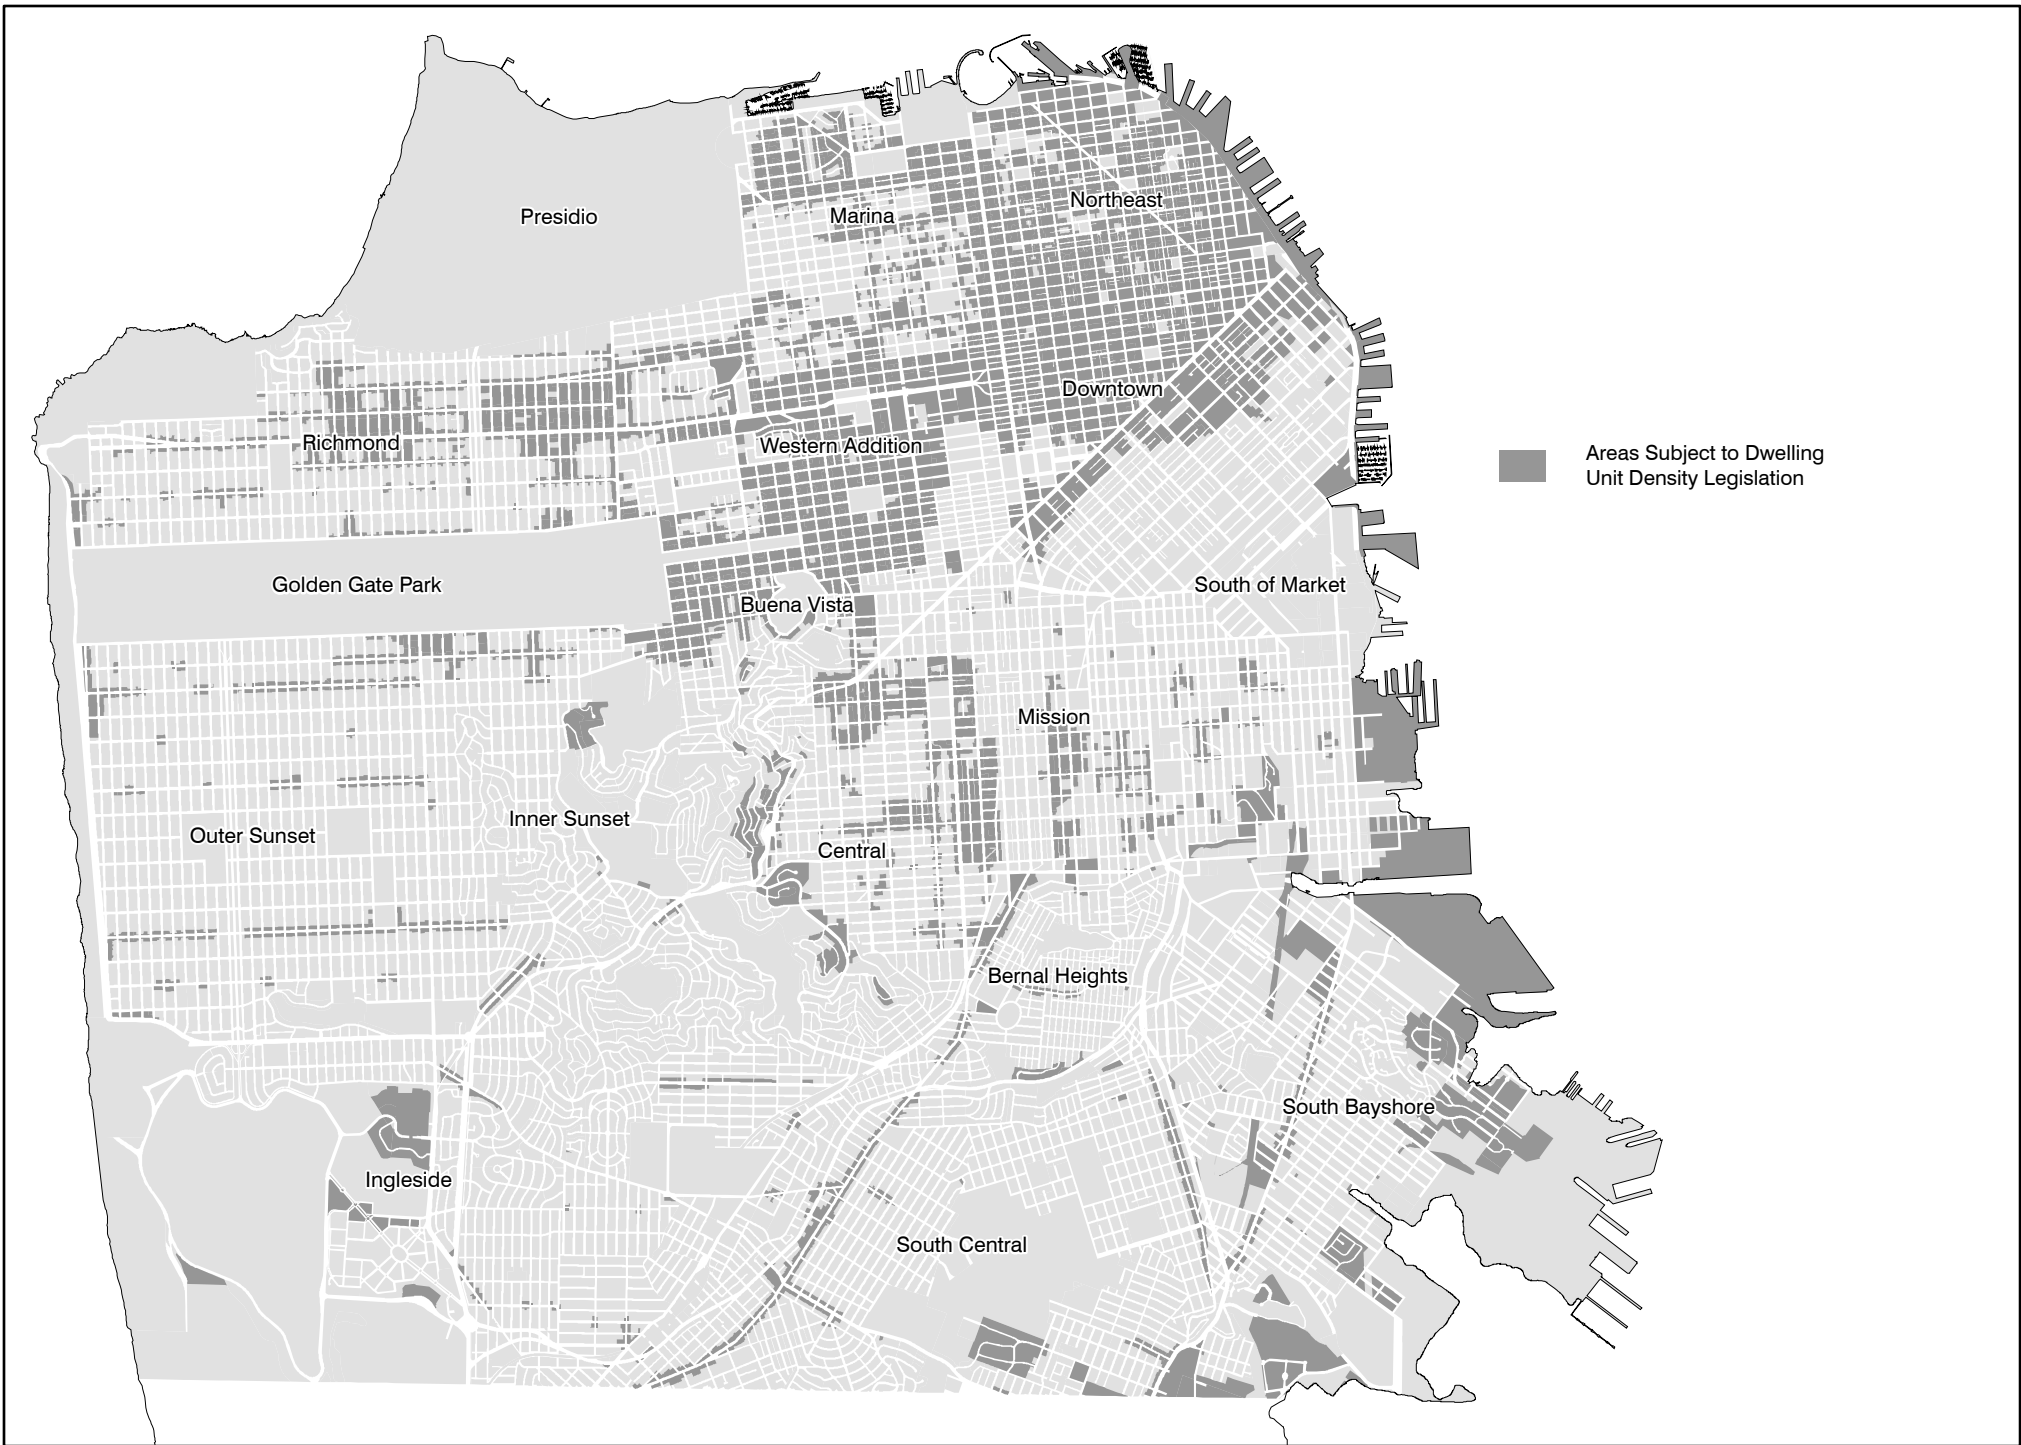 Northeast
Presidio
Marina
Downtown
Richmond
Western Addition
Areas Subject to Dwelling
Unit Density Legislation
Golden Gate Park
South of Market
Buena Vista
Mission
Inner Sunset
Outer Sunset
Central
Bernal Heights
South Bayshore
Ingleside
South Central